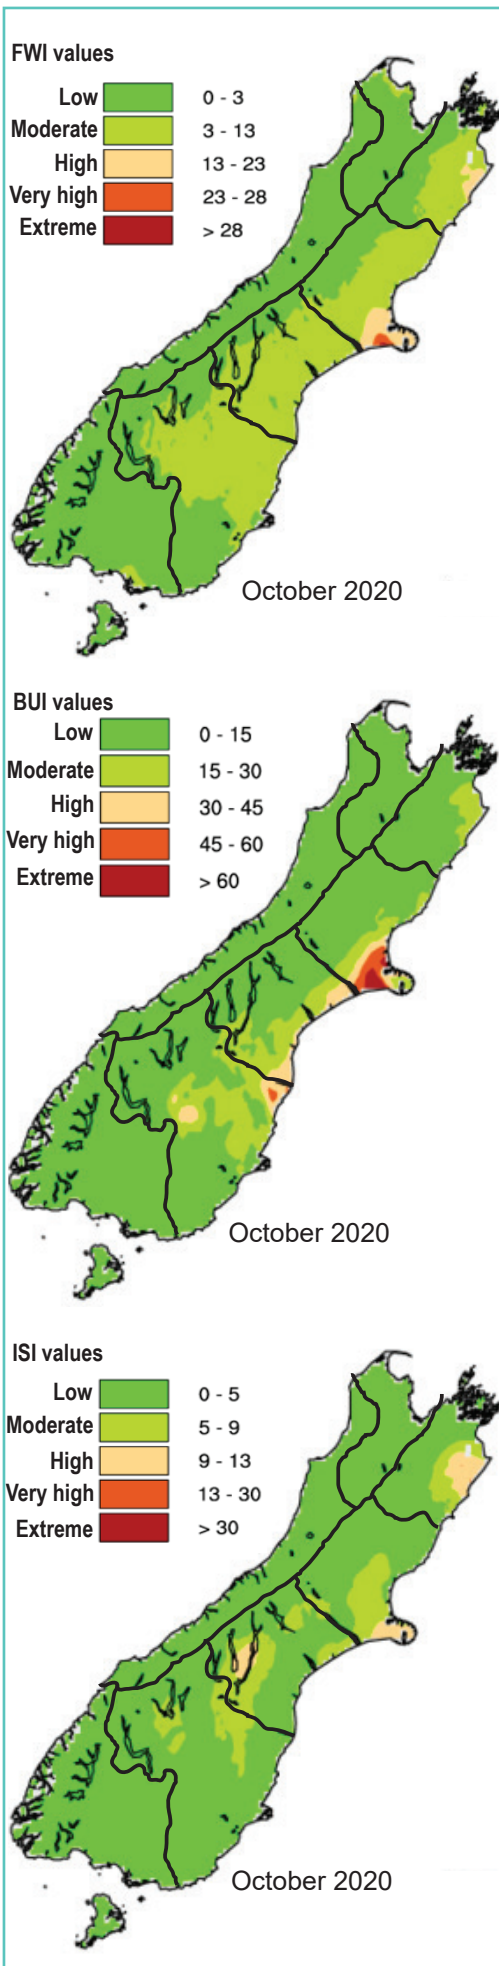 FWI values
Low 0 - 3
Moderate 3 - 13
High 13 - 23
Very high 23 - 28
Extreme > 28
October 2020
BUI values
Low 0 - 15
Moderate 15 - 30
High 30 - 45
Very high 45 - 60
Extreme > 60
October 2020
ISI values
Low 0 - 5
Moderate 5 - 9
High 9 - 13
Very high 13 - 30
Extreme > 30
October 2020